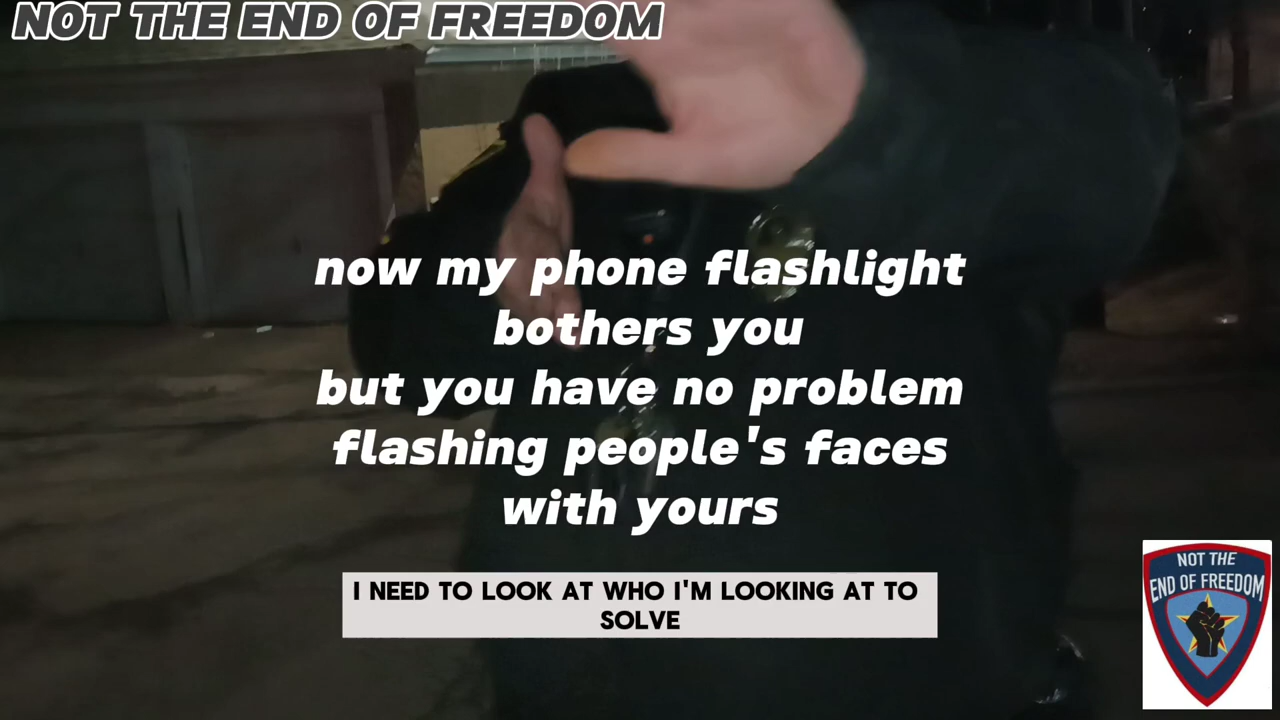 NOT THE END OF FREEDOM
now my phone flashlight
bothers you
but you have no problem
flashing people's faces
with yours
I NEED TO LOOK AT WHO I'M LOOKING AT TO
SOLVE
NOT THE
END OF FREEDOM